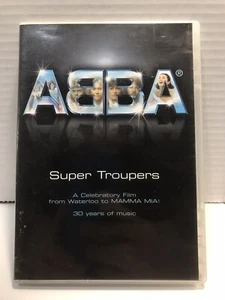 ABBA®
Super Troupers
A Celebratory Film
from Waterloo to MAMMA MIA!
30 years of music